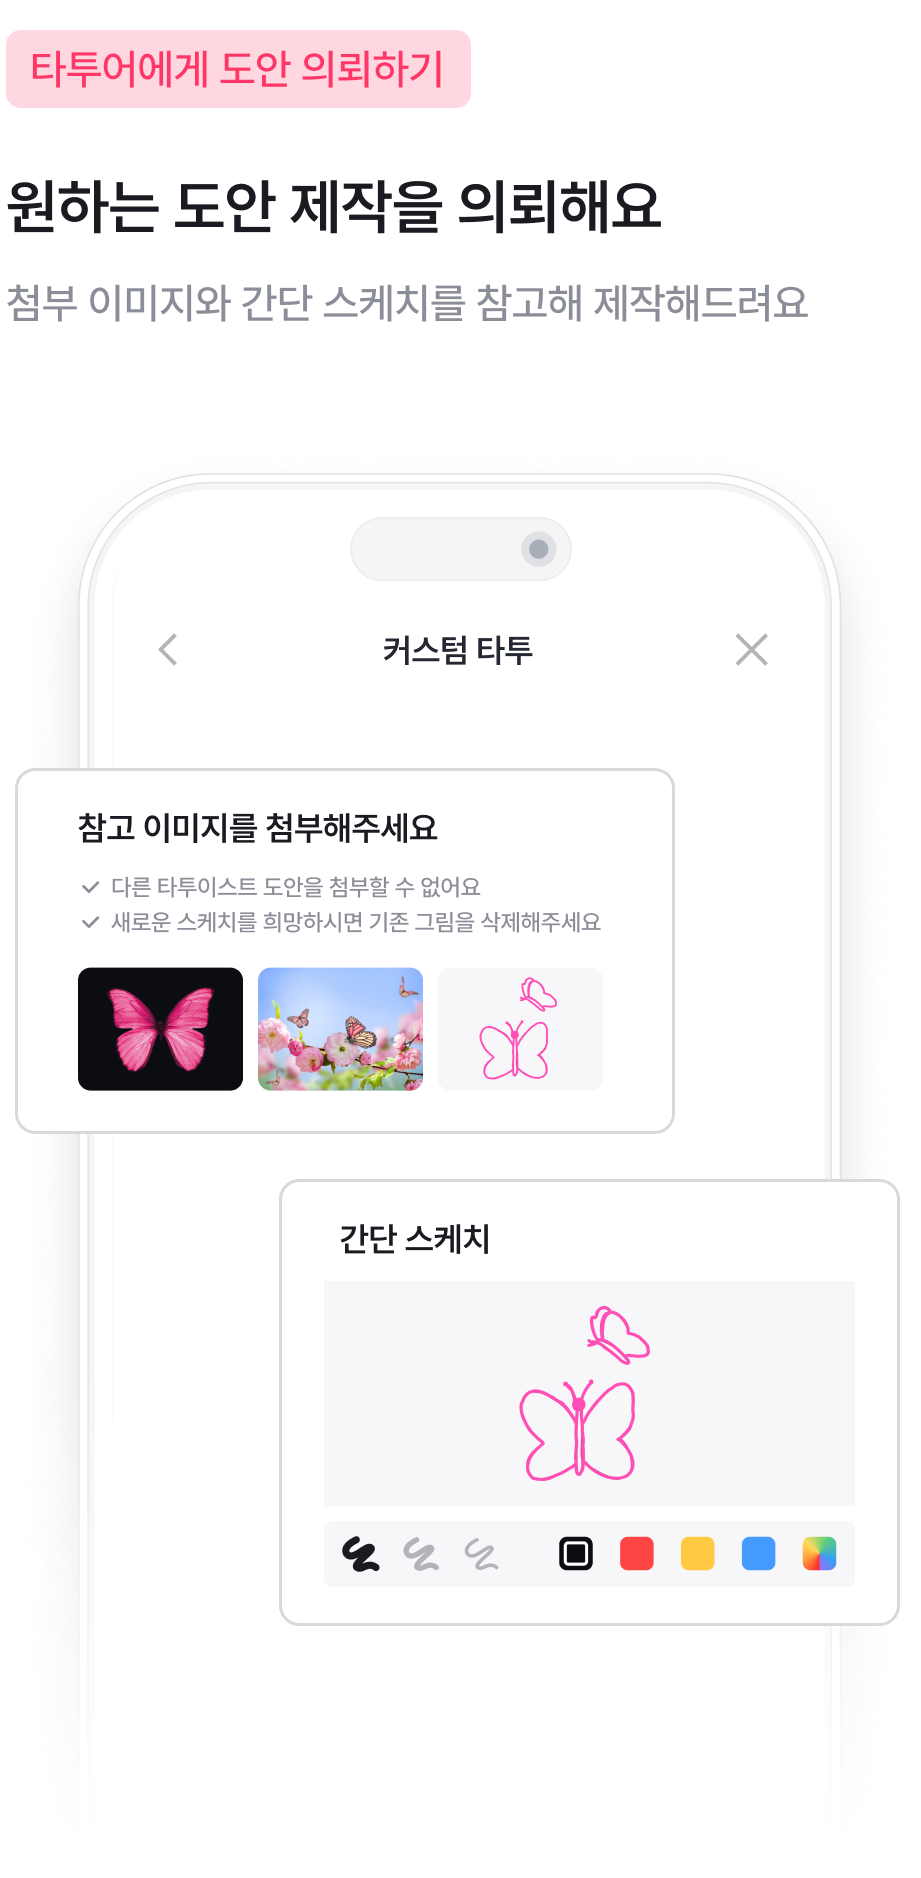 타투어에게 도안 의뢰하기
원하는 도안 제작을 의뢰해요
첨부 이미지와 간단 스케치를 참고해 제작해드려요
커스텀 타투
참고 이미지를 첨부해주세요
다른 타투이스트 도안을 첨부할 수 없어요
새로운 스케치를 희망하시면 기존 그림을 삭제해주세요
간단 스케치